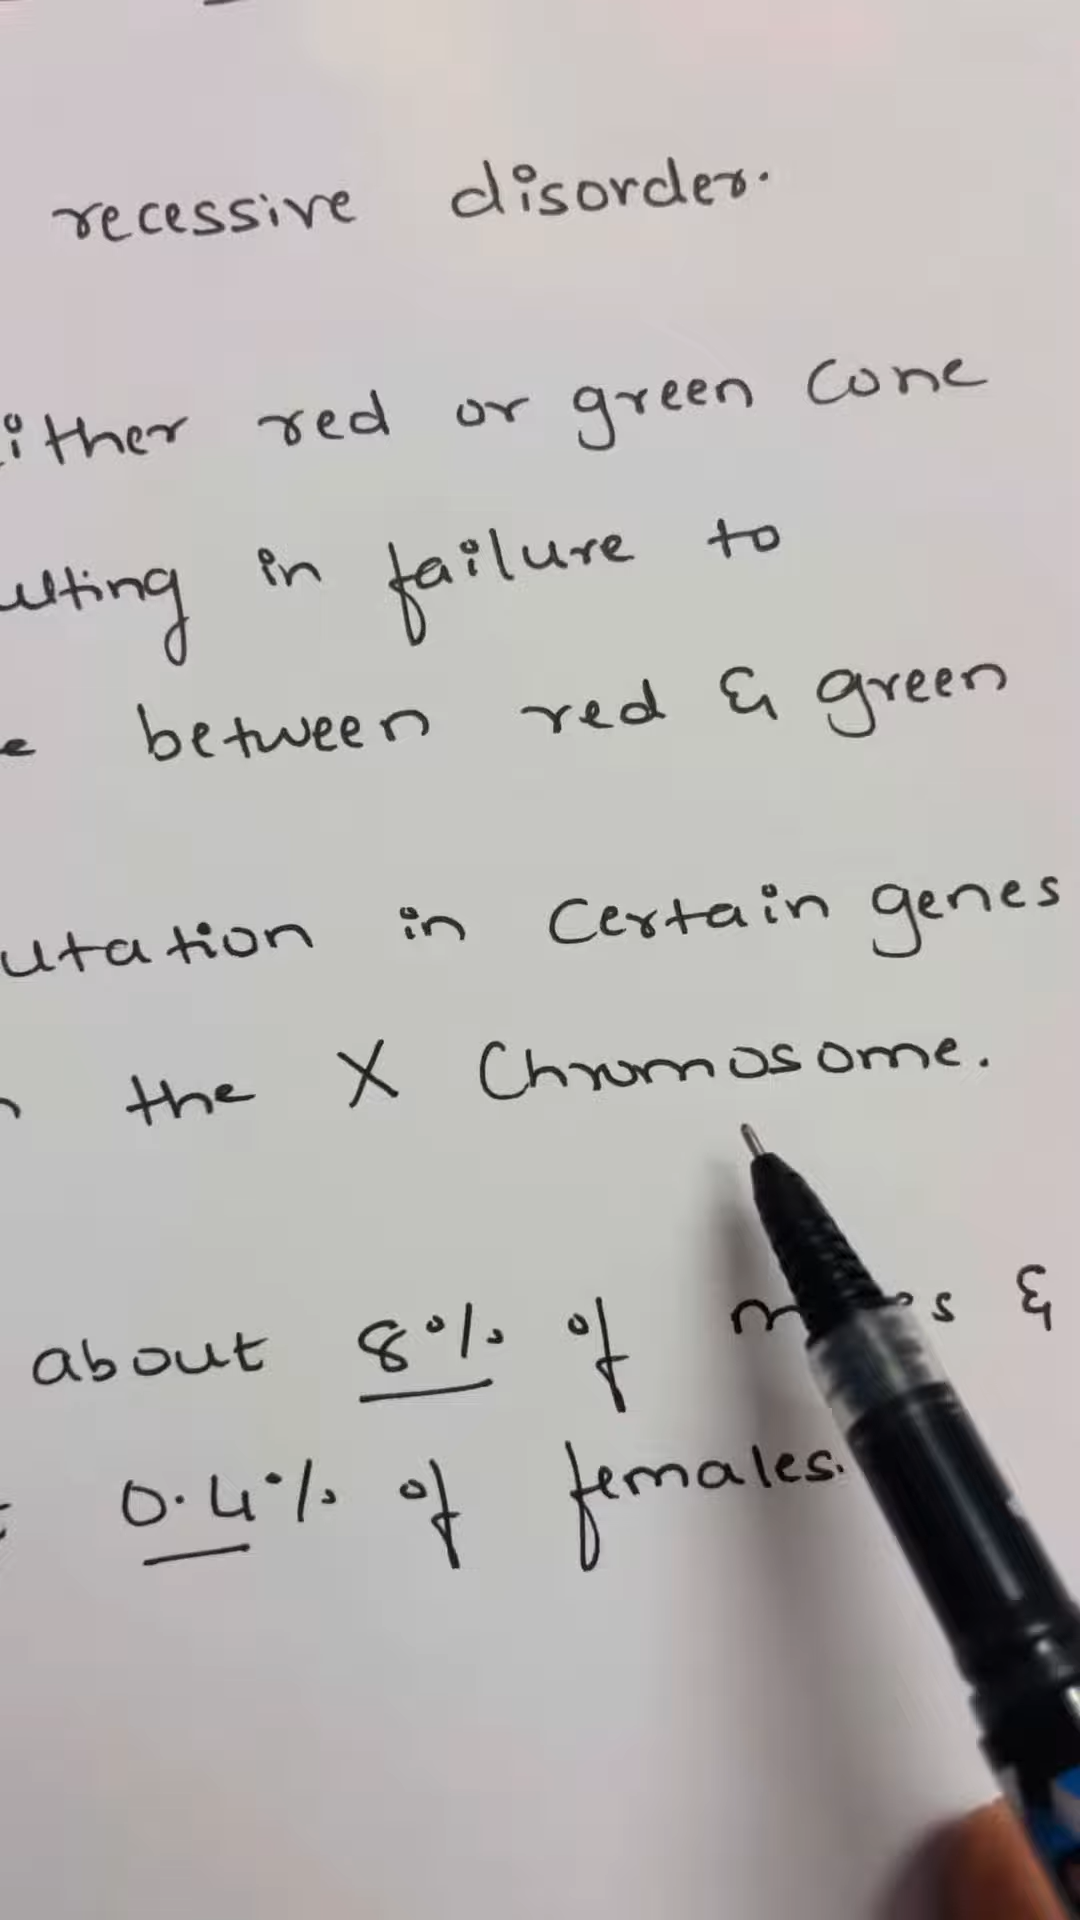 recessive disorder.
either red or green cone
ulting in failure to
e between red & green
utation in Certain genes
the X Chromosome.
about 8% of &
0.4% of females.